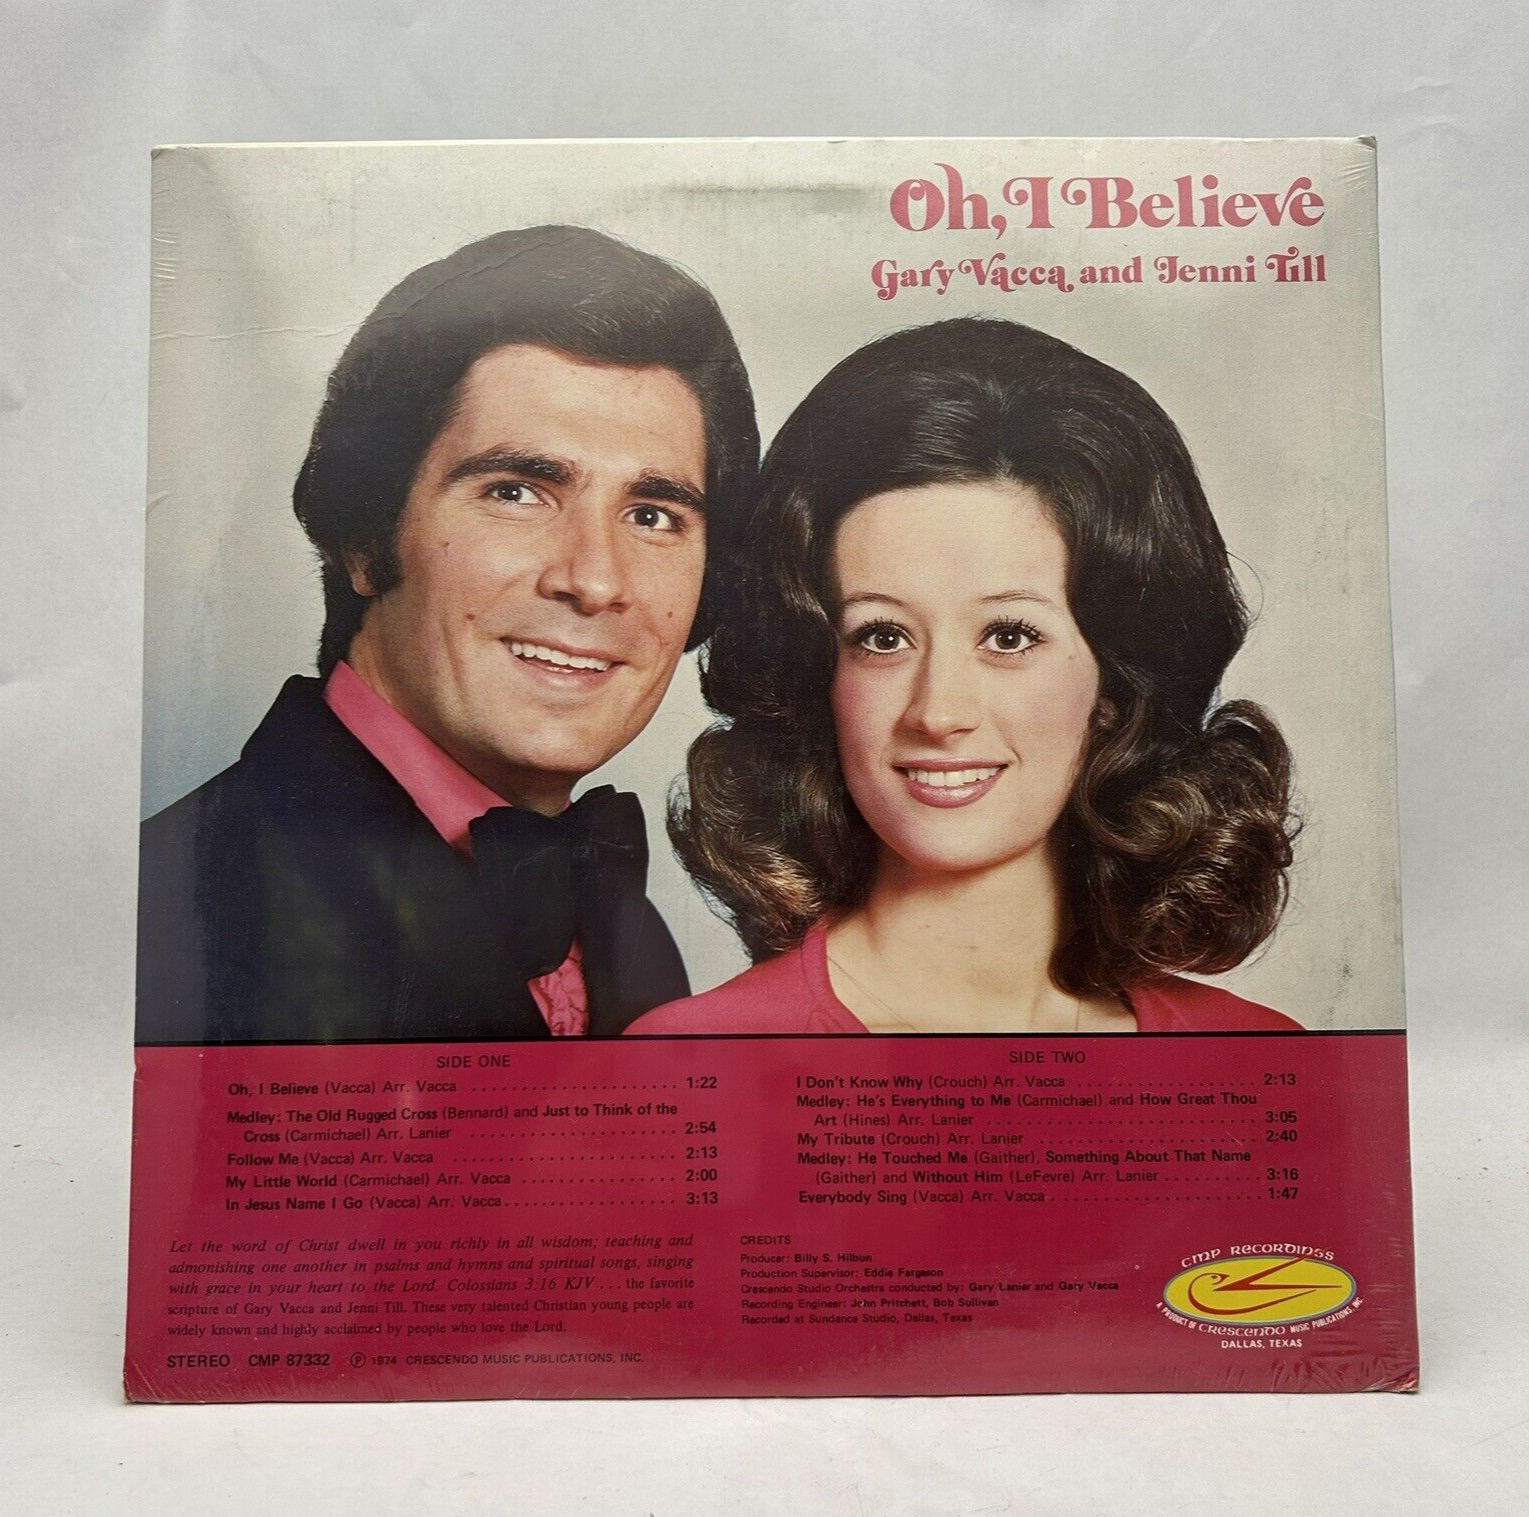 Oh, I Believe
Gary Vacca and Jenni Till
SIDE ONE
Oh, I Believe (Vacca) Arr. Vacca ..................... 1:22
Medley: The Old Rugged Cross (Bennard) and Just to Think of the
Cross (Carmichael) Arr. Lanier ..................... 2:54
Follow Me (Vacca) Arr. Vacca ....................... 2:13
My Little World (Carmichael) Arr. Vacca ................ 2:00
In Jesus Name I Go (Vacca) Arr. Vacca.................. 3:13
SIDE TWO
I Don't Know Why (Crouch) Arr. Vacca .................. 2:13
Medley: He's Everything to Me (Carmichael) and How Great Thou
Art (Hines) Arr. Lanier ........................... 3:05
My Tribute (Crouch) Arr. Lanier ...................... 2:40
Medley: He Touched Me (Gaither), Something About That Name
(Gaither) and Without Him (LeFevre) Arr. Lanier .......... 3:16
Everybody Sing (Vacca) Arr. Vacca...................... 1:47
Let the word of Christ dwell in you richly in all wisdom; teaching and
admonishing one another in psalms and hymns and spiritual songs, singing
with grace in your heart to the Lord. Colossians 3:16 KJV . . . the favorite
scripture of Gary Vacca and Jenni Till. These very talented Christian young people are
widely known and highly acclaimed by people who love the Lord.
STEREO CMP 87332 Ⓟ 1974 CRESCENDO MUSIC PUBLICATIONS, INC.
CREDITS
Producer: Billy S. Hilbun
Production Supervisor: Eddie Fargason
Crescendo Studio Orchestra conducted by: Gary Lanier and Gary Vacca
Recording Engineer: John Pritchett, Bob Sullivan
Recorded at Sundance Studio, Dallas, Texas
CMP RECORDINGS
A PRODUCT OF CRESCENDO MUSIC PUBLICATIONS, INC.
DALLAS, TEXAS